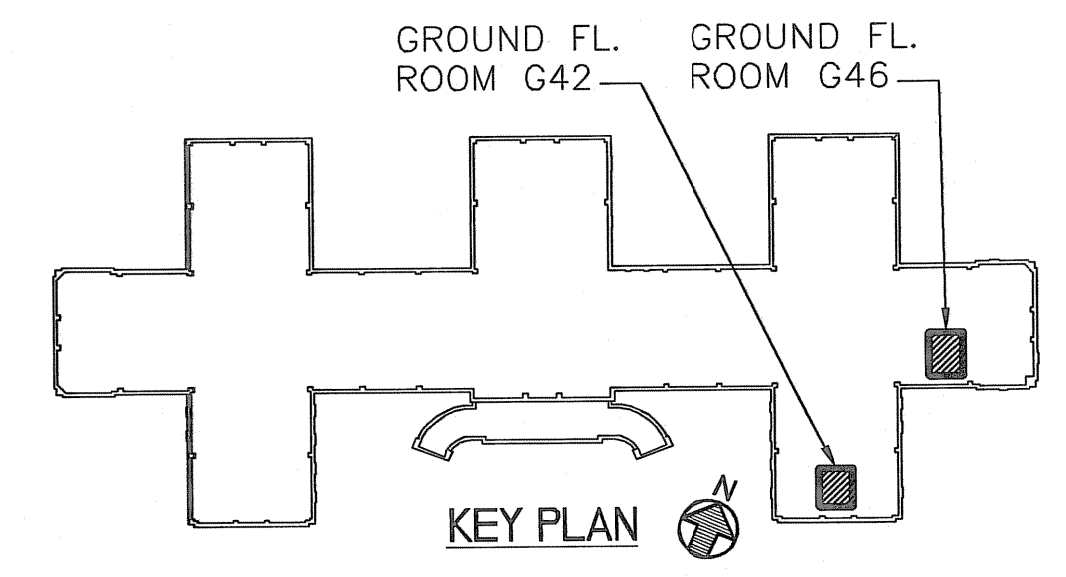 GROUND FL.
ROOM G42
GROUND FL.
ROOM G46
KEY PLAN
N